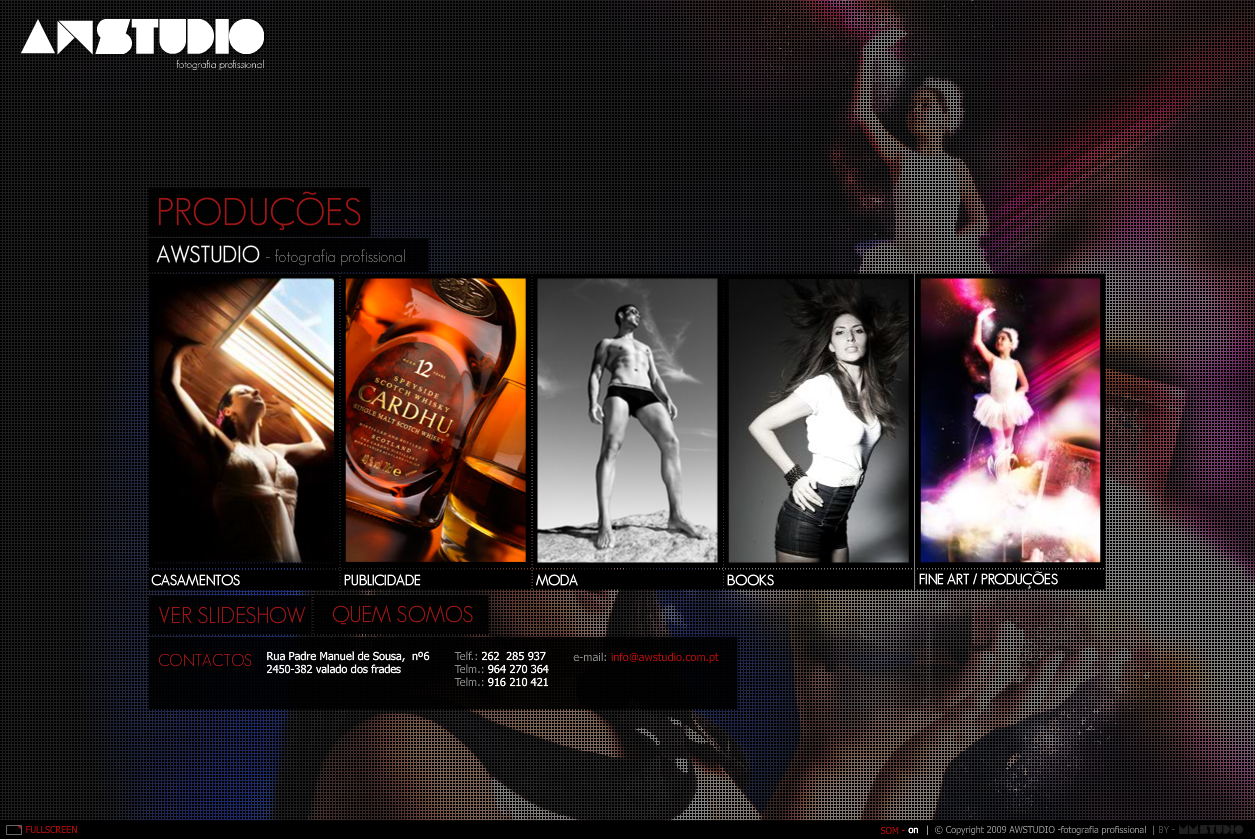 AWSTUDIO
fotografia profissional
PRODUÇÕES
AWSTUDIO - fotografia profissional
AGED 12 YEARS
SPEYSIDE
SCOTCH WHISKY
CARDHU
SINGLE MALT SCOTCH WHISKY
SCOTLAND
CASAMENTOS
PUBLICIDADE
MODA
BOOKS
FINE ART / PRODUÇÕES
VER SLIDESHOW
QUEM SOMOS
CONTACTOS
Rua Padre Manuel de Sousa, nº6
2450-382 valado dos frades
Telf.: 262 285 937
Telm.: 964 270 364
Telm.: 916 210 421
e-mail: info@awstudio.com.pt
FULLSCREEN
SOM - on | © Copyright 2009 AWSTUDIO -fotografia profissional | BY - MMSTUDIO